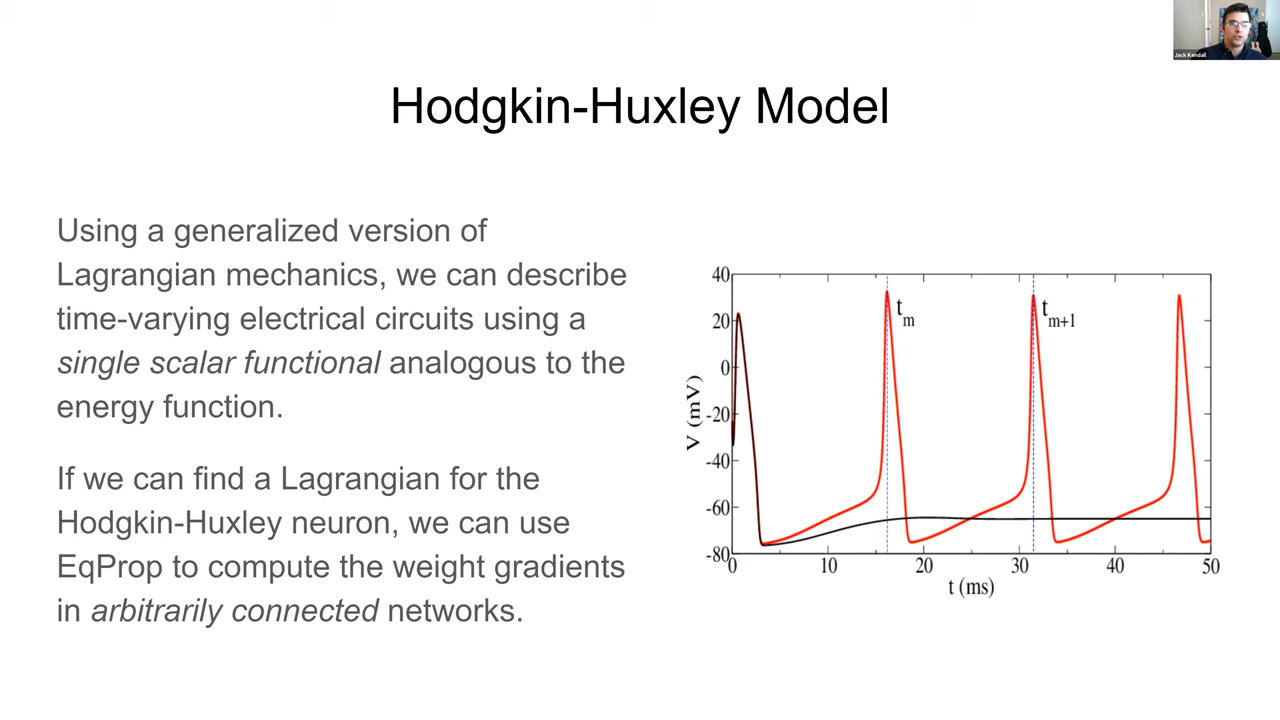 Jack Kendall
Hodgkin-Huxley Model
Using a generalized version of
Lagrangian mechanics, we can describe
time-varying electrical circuits using a
single scalar functional analogous to the
energy function.
If we can find a Lagrangian for the
Hodgkin-Huxley neuron, we can use
EqProp to compute the weight gradients
in arbitrarily connected networks.
40
20
0
-20
-40
-60
-80
V (mV)
tm
tm+1
0 10 20 30 40 50
t (ms)